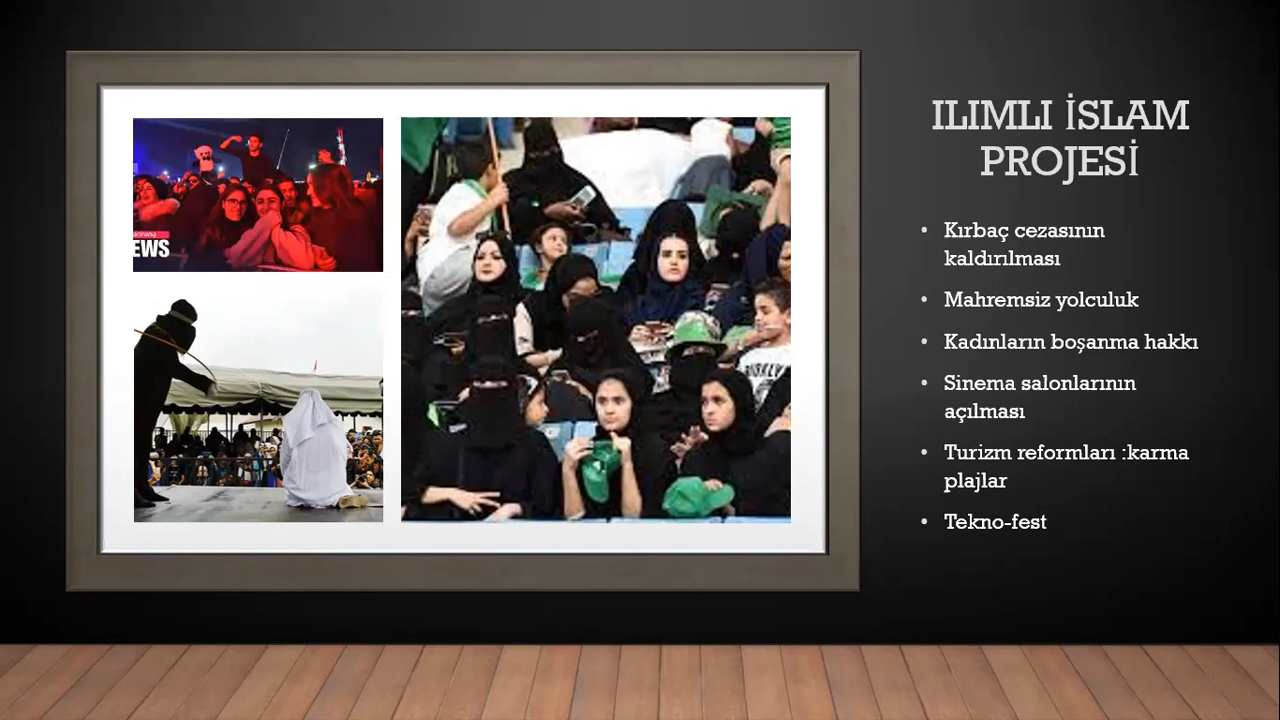 ILIMLI İSLAM
PROJESİ
• Kırbaç cezasının
kaldırılması
• Mahremsiz yolculuk
• Kadınların boşanma hakkı
• Sinema salonlarının
açılması
• Turizm reformları :karma
plajlar
• Tekno-fest
EWS